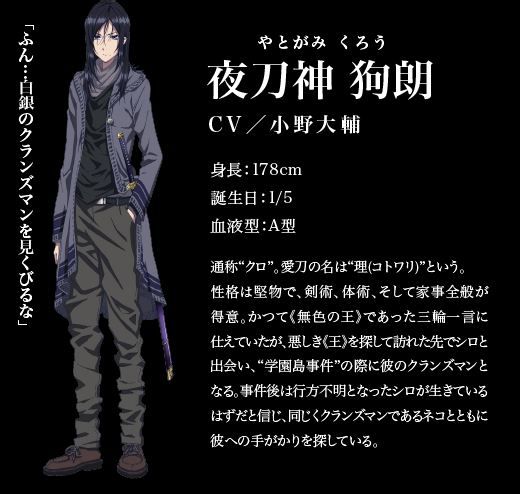 「ふん…白銀のクランズマンを見くびるな」
やとがみ くろう
夜刀神 狗朗
CV／小野大輔
身長：178cm
誕生日：1/5
血液型：A型
通称“クロ”。愛刀の名は“理(コトワリ)”という。
性格は堅物で、剣術、体術、そして家事全般が
得意。かつて《無色の王》であった三輪一言に
仕えていたが、悪しき《王》を探して訪れた先でシロと
出会い、“学園島事件”の際に彼のクランズマンと
なる。事件後は行方不明となったシロが生きている
はずだと信じ、同じくクランズマンであるネコとともに
彼への手がかりを探している。